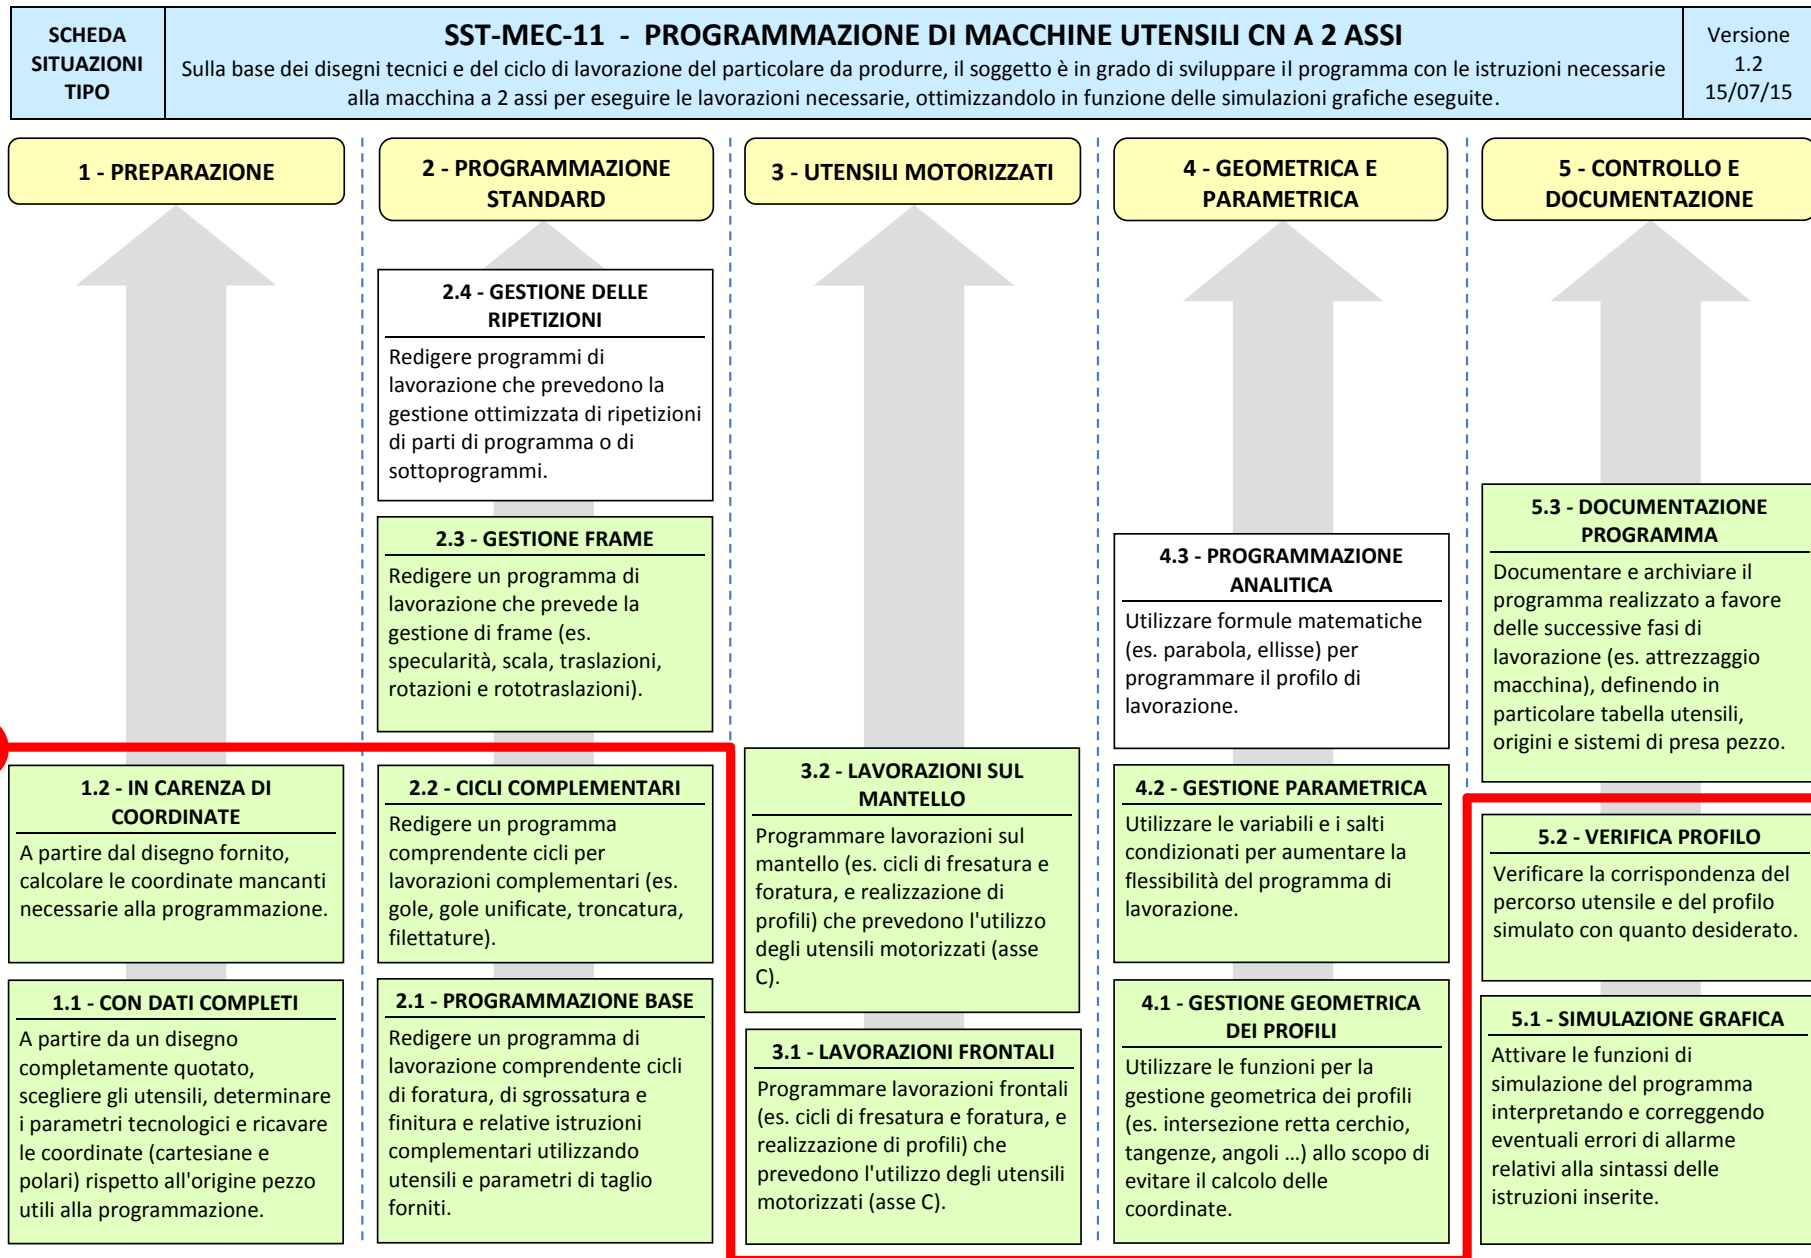 SCHEDA
SITUAZIONI
TIPO
SST-MEC-11 - PROGRAMMAZIONE DI MACCHINE UTENSILI CN A 2 ASSI
Sulla base dei disegni tecnici e del ciclo di lavorazione del particolare da produrre, il soggetto è in grado di sviluppare il programma con le istruzioni necessarie
alla macchina a 2 assi per eseguire le lavorazioni necessarie, ottimizzandolo in funzione delle simulazioni grafiche eseguite.
Versione
1.2
15/07/15
1 - PREPARAZIONE
1.2 - IN CARENZA DI
COORDINATE
A partire dal disegno fornito,
calcolare le coordinate mancanti
necessarie alla programmazione.
1.1 - CON DATI COMPLETI
A partire da un disegno
completamente quotato,
scegliere gli utensili, determinare
i parametri tecnologici e ricavare
le coordinate (cartesiane e
polari) rispetto all'origine pezzo
utili alla programmazione.
2 - PROGRAMMAZIONE
STANDARD
2.4 - GESTIONE DELLE
RIPETIZIONI
Redigere programmi di
lavorazione che prevedono la
gestione ottimizzata di ripetizioni
di parti di programma o di
sottoprogrammi.
2.3 - GESTIONE FRAME
Redigere un programma di
lavorazione che prevede la
gestione di frame (es.
specularità, scala, traslazioni,
rotazioni e rototraslazioni).
2.2 - CICLI COMPLEMENTARI
Redigere un programma
comprendente cicli per
lavorazioni complementari (es.
gole, gole unificate, troncatura,
filettature).
2.1 - PROGRAMMAZIONE BASE
Redigere un programma di
lavorazione comprendente cicli
di foratura, di sgrossatura e
finitura e relative istruzioni
complementari utilizzando
utensili e parametri di taglio
forniti.
3 - UTENSILI MOTORIZZATI
3.2 - LAVORAZIONI SUL
MANTELLO
Programmare lavorazioni sul
mantello (es. cicli di fresatura e
foratura, e realizzazione di
profili) che prevedono l'utilizzo
degli utensili motorizzati (asse
C).
3.1 - LAVORAZIONI FRONTALI
Programmare lavorazioni frontali
(es. cicli di fresatura e foratura, e
realizzazione di profili) che
prevedono l'utilizzo degli utensili
motorizzati (asse C).
4 - GEOMETRICA E
PARAMETRICA
4.3 - PROGRAMMAZIONE
ANALITICA
Utilizzare formule matematiche
(es. parabola, ellisse) per
programmare il profilo di
lavorazione.
4.2 - GESTIONE PARAMETRICA
Utilizzare le variabili e i salti
condizionati per aumentare la
flessibilità del programma di
lavorazione.
4.1 - GESTIONE GEOMETRICA
DEI PROFILI
Utilizzare le funzioni per la
gestione geometrica dei profili
(es. intersezione retta cerchio,
tangenze, angoli ...) allo scopo di
evitare il calcolo delle
coordinate.
5 - CONTROLLO E
DOCUMENTAZIONE
5.3 - DOCUMENTAZIONE
PROGRAMMA
Documentare e archiviare il
programma realizzato a favore
delle successive fasi di
lavorazione (es. attrezzaggio
macchina), definendo in
particolare tabella utensili,
origini e sistemi di presa pezzo.
5.2 - VERIFICA PROFILO
Verificare la corrispondenza del
percorso utensile e del profilo
simulato con quanto desiderato.
5.1 - SIMULAZIONE GRAFICA
Attivare le funzioni di
simulazione del programma
interpretando e correggendo
eventuali errori di allarme
relativi alla sintassi delle
istruzioni inserite.